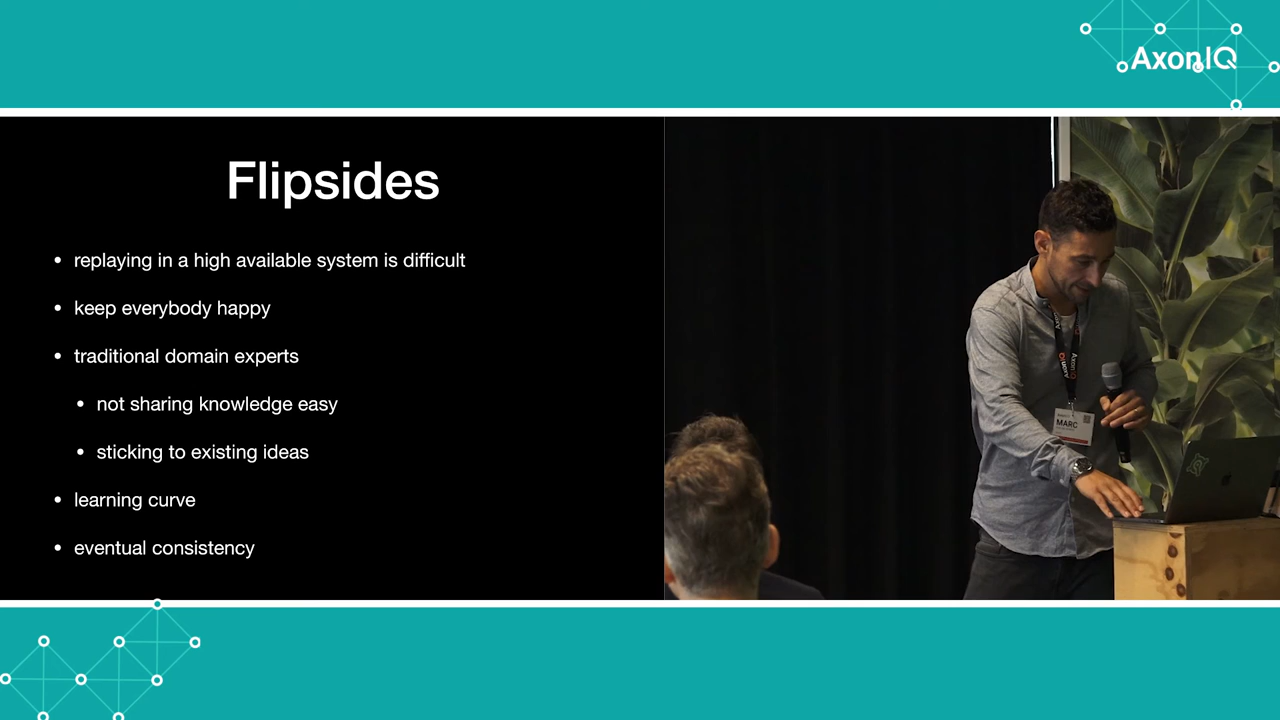 AxonIQ
Flipsides
• replaying in a high available system is difficult
• keep everybody happy
• traditional domain experts
• not sharing knowledge easy
• sticking to existing ideas
• learning curve
• eventual consistency
MARC
AxonIQ